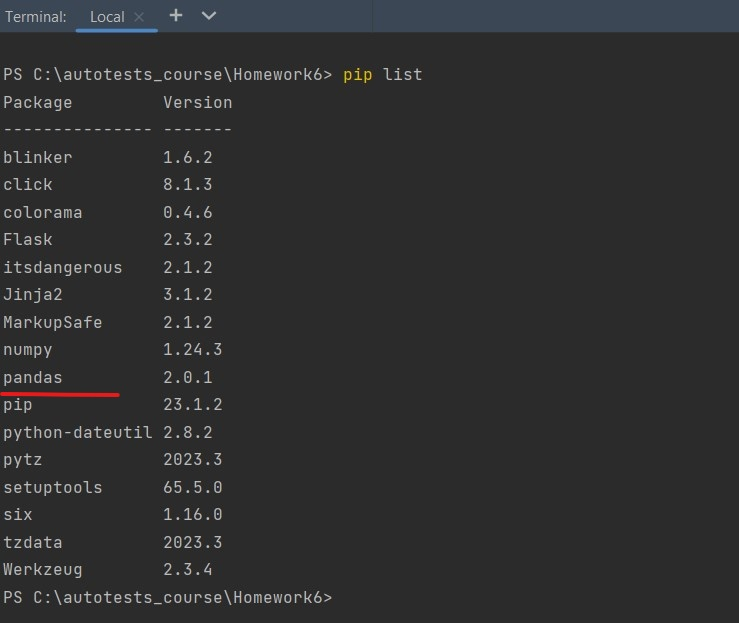 Terminal: Local × + 
PS C:\autotests_course\Homework6> pip list
Package         Version
--------------- -------
blinker         1.6.2
click           8.1.3
colorama        0.4.6
Flask           2.3.2
itsdangerous    2.1.2
Jinja2          3.1.2
MarkupSafe      2.1.2
numpy           1.24.3
pandas          2.0.1
pip             23.1.2
python-dateutil 2.8.2
pytz            2023.3
setuptools      65.5.0
six             1.16.0
tzdata          2023.3
Werkzeug        2.3.4
PS C:\autotests_course\Homework6>